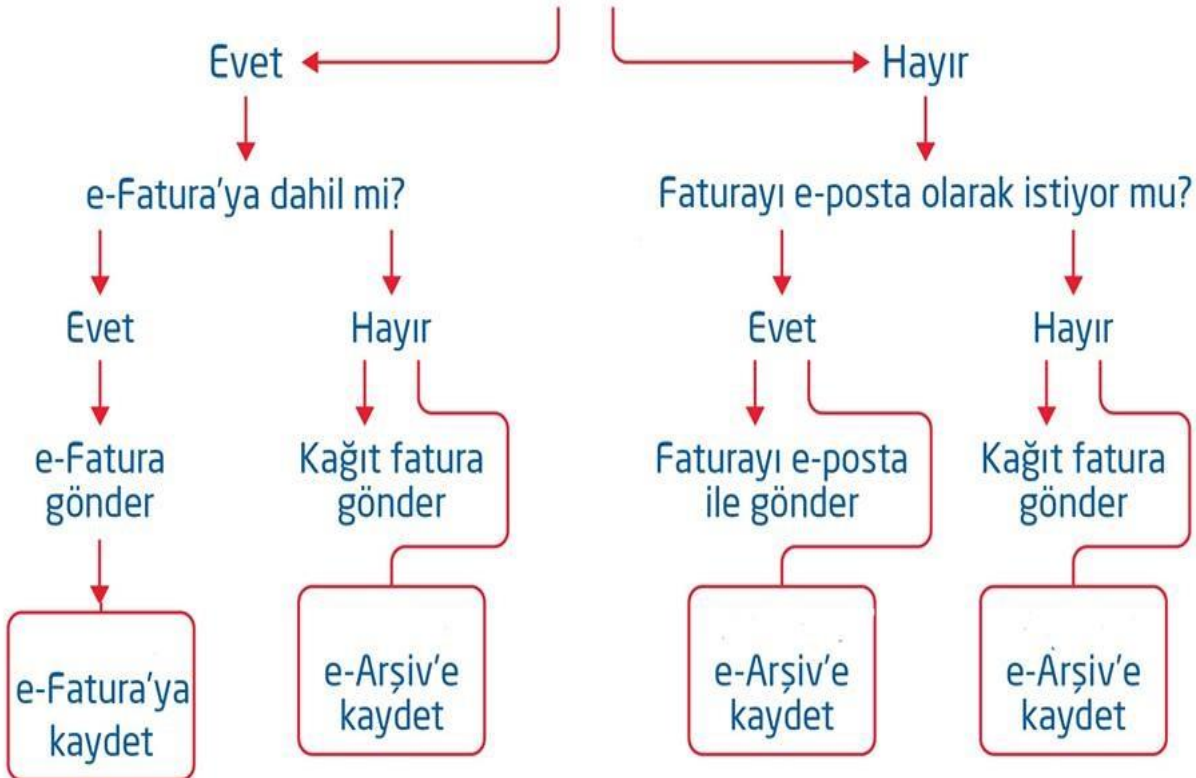 Evet
Hayır
e-Fatura'ya dahil mi?
Faturayı e-posta olarak istiyor mu?
Evet
Hayır
Evet
Hayır
e-Fatura
gönder
Kağıt fatura
gönder
Faturayı e-posta
ile gönder
Kağıt fatura
gönder
e-Fatura'ya
kaydet
e-Arşiv'e
kaydet
e-Arşiv'e
kaydet
e-Arşiv'e
kaydet